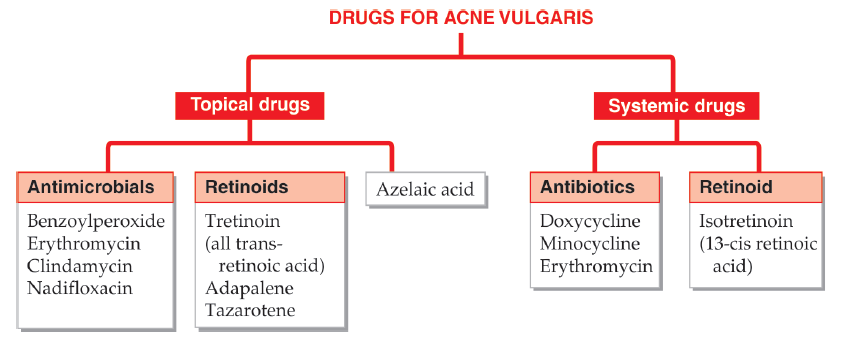 DRUGS FOR ACNE VULGARIS
Topical drugs
Systemic drugs
Antimicrobials
Benzoylperoxide
Erythromycin
Clindamycin
Nadifloxacin
Retinoids
Tretinoin
(all trans-
retinoic acid)
Adapalene
Tazarotene
Azelaic acid
Antibiotics
Doxycycline
Minocycline
Erythromycin
Retinoid
Isotretinoin
(13-cis retinoic
acid)